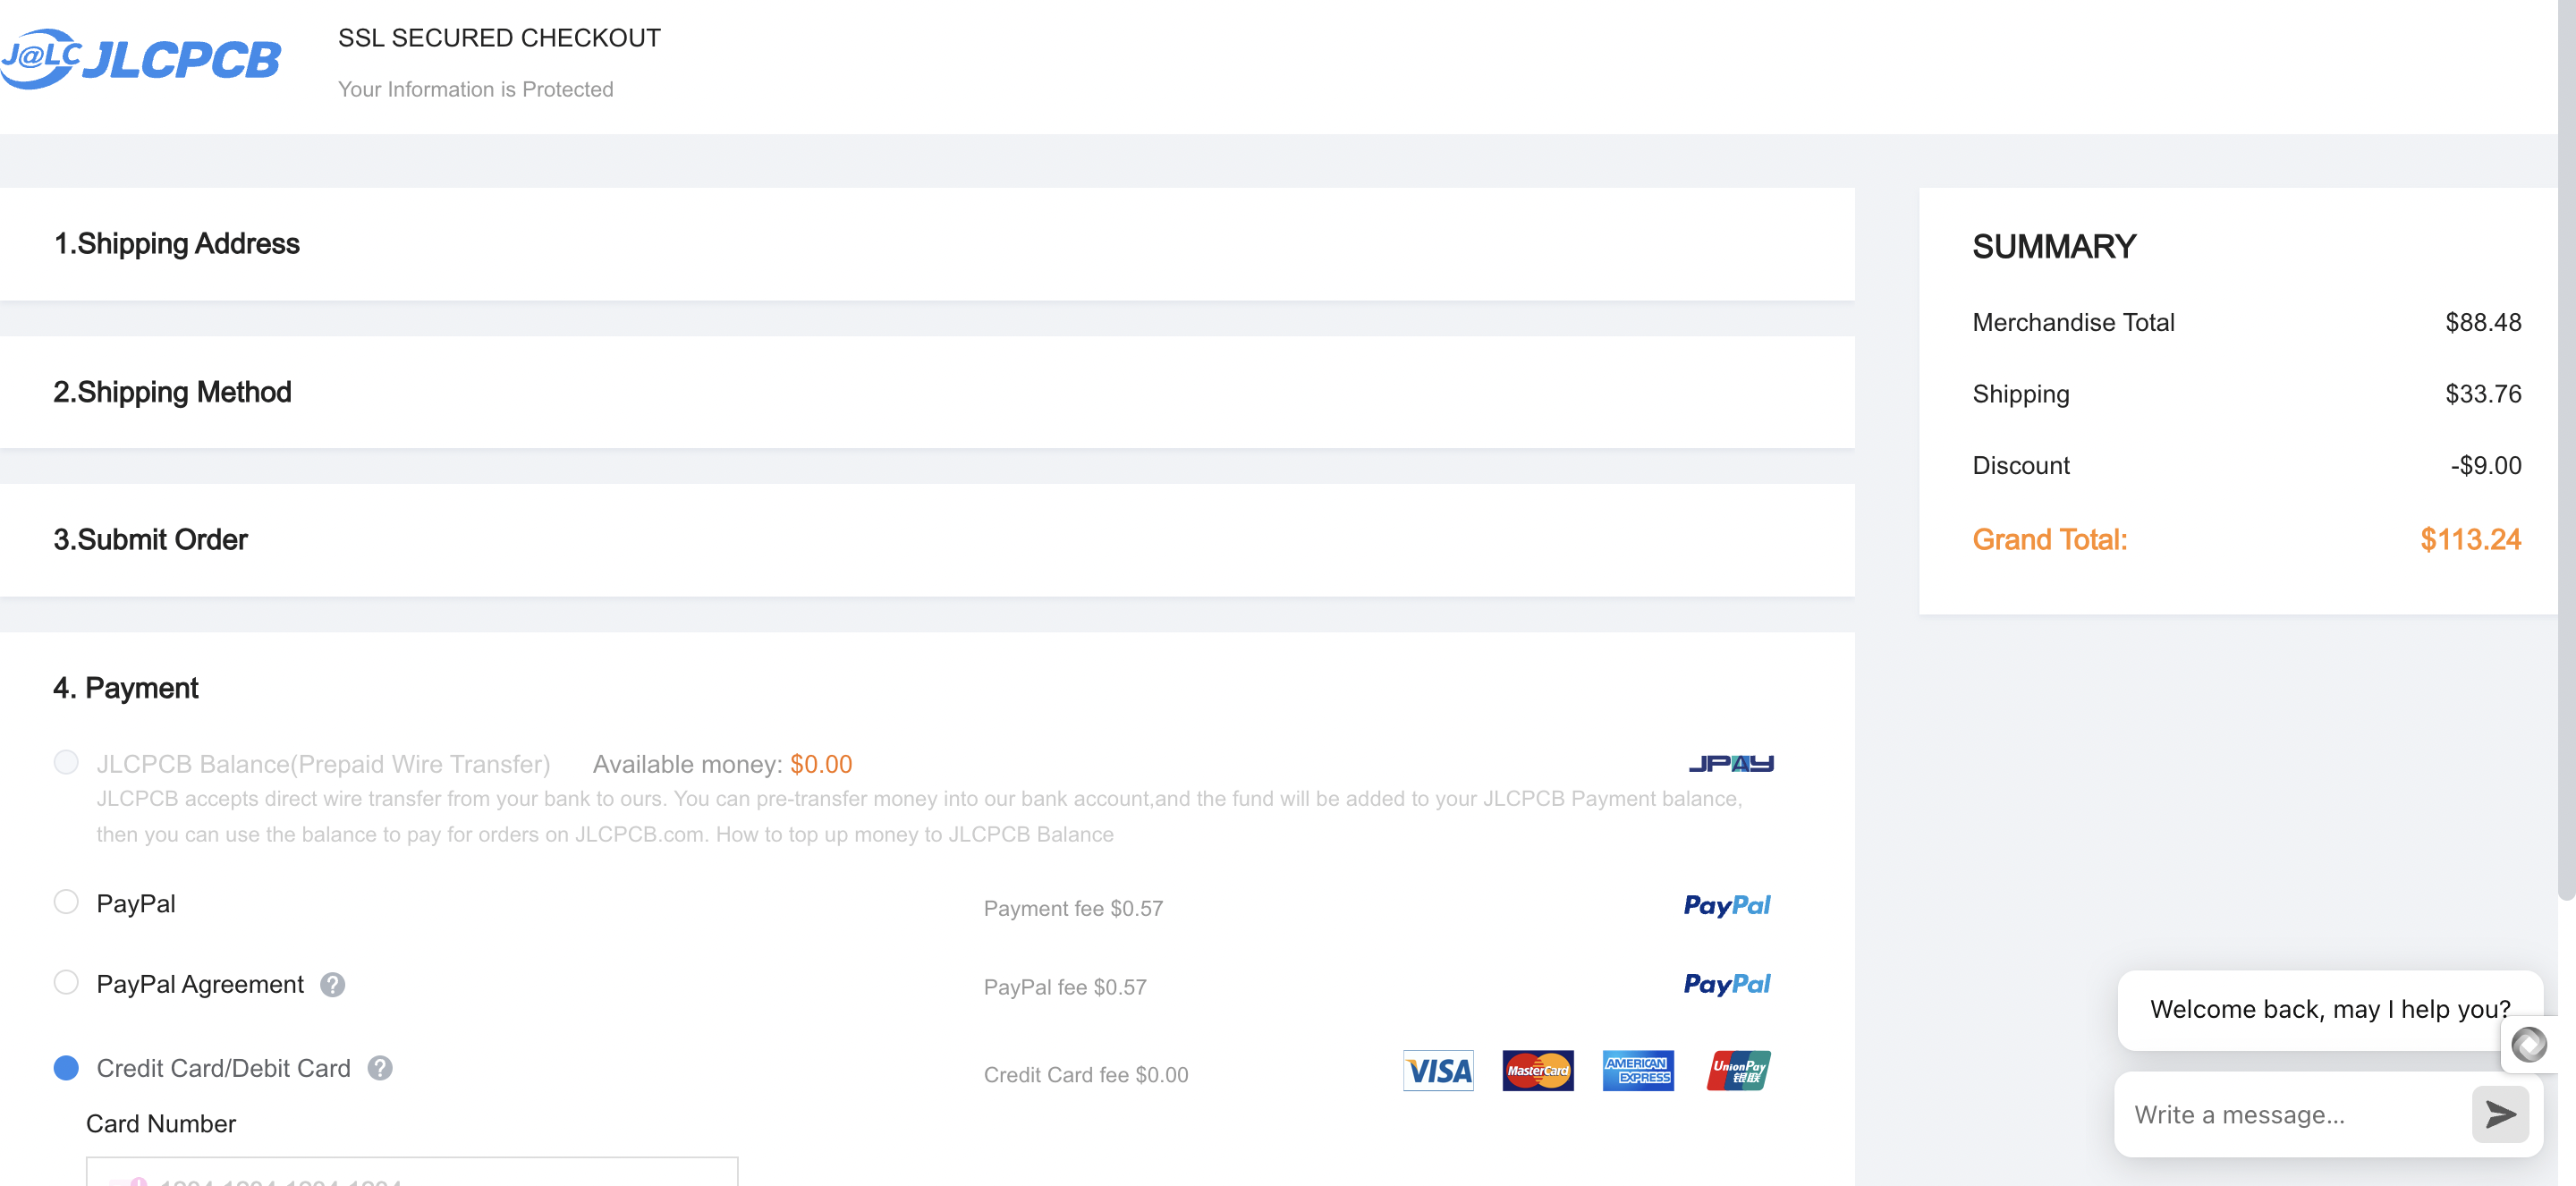 J@LC JLCPCB
SSL SECURED CHECKOUT
Your Information is Protected
1.Shipping Address
2.Shipping Method
3.Submit Order
4. Payment
JLCPCB Balance(Prepaid Wire Transfer) Available money: $0.00 JPAY
JLCPCB accepts direct wire transfer from your bank to ours. You can pre-transfer money into our bank account,and the fund will be added to your JLCPCB Payment balance,
then you can use the balance to pay for orders on JLCPCB.com. How to top up money to JLCPCB Balance
PayPal Payment fee $0.57 PayPal
PayPal Agreement ? PayPal fee $0.57 PayPal
Credit Card/Debit Card ? Credit Card fee $0.00 VISA MasterCard AMERICAN EXPRESS UnionPay 银联
Card Number
1234 1234 1234 1234
SUMMARY
Merchandise Total $88.48
Shipping $33.76
Discount -$9.00
Grand Total: $113.24
Welcome back, may I help you?
Write a message...